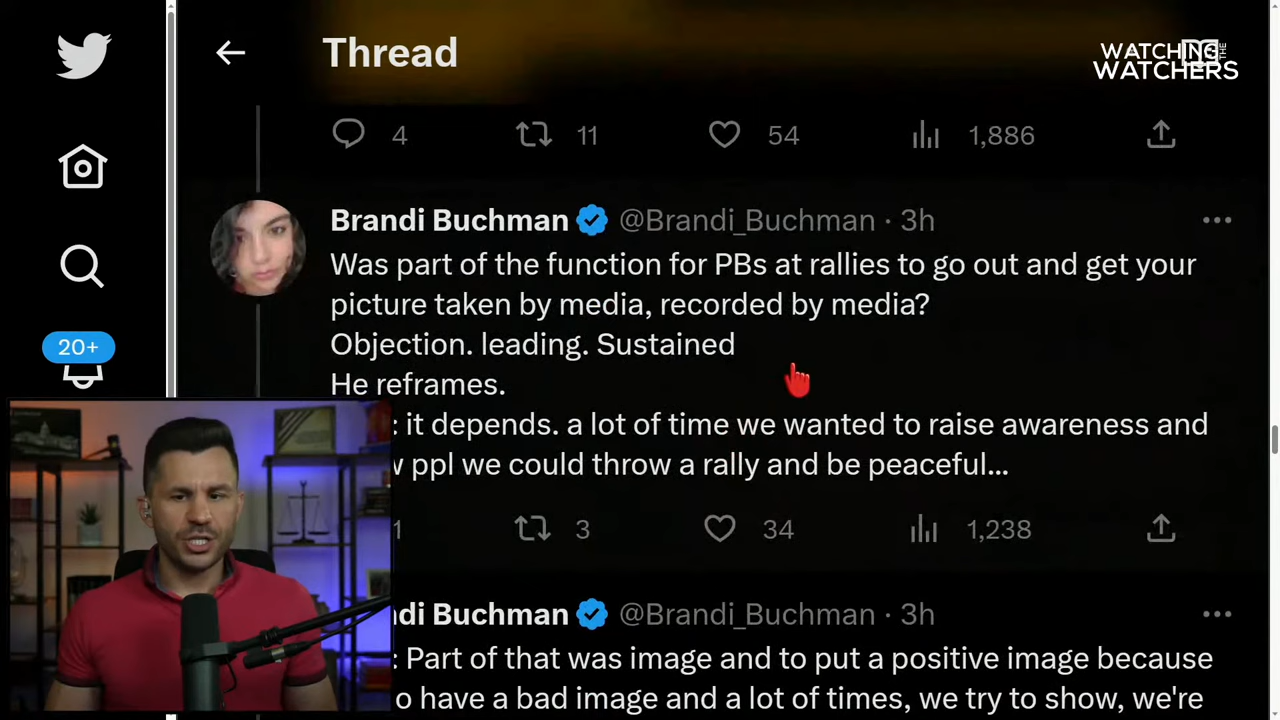 Thread
WATCHING THE
WATCHERS
4 11 54 1,886
Brandi Buchman @Brandi_Buchman · 3h
Was part of the function for PBs at rallies to go out and get your
picture taken by media, recorded by media?
Objection. leading. Sustained
He reframes.
: it depends. a lot of time we wanted to raise awareness and
ppl we could throw a rally and be peaceful...
1 3 34 1,238
20+
di Buchman @Brandi_Buchman · 3h
: Part of that was image and to put a positive image because
o have a bad image and a lot of times, we try to show, we're